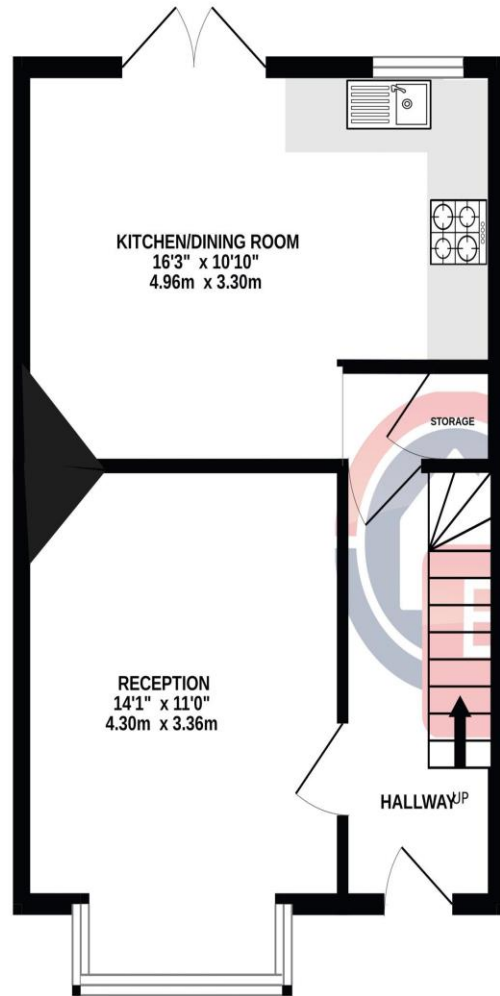 KITCHEN/DINING ROOM
16'3" x 10'10"
4.96m x 3.30m
STORAGE
RECEPTION
14'1" x 11'0"
4.30m x 3.36m
HALLWAY
UP
E